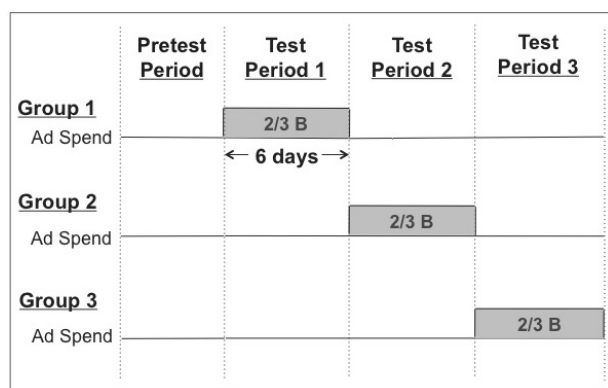 Pretest Period
Test Period 1
Test Period 2
Test Period 3
Group 1
Ad Spend
2/3 B
6 days
Group 2
Ad Spend
2/3 B
Group 3
Ad Spend
2/3 B